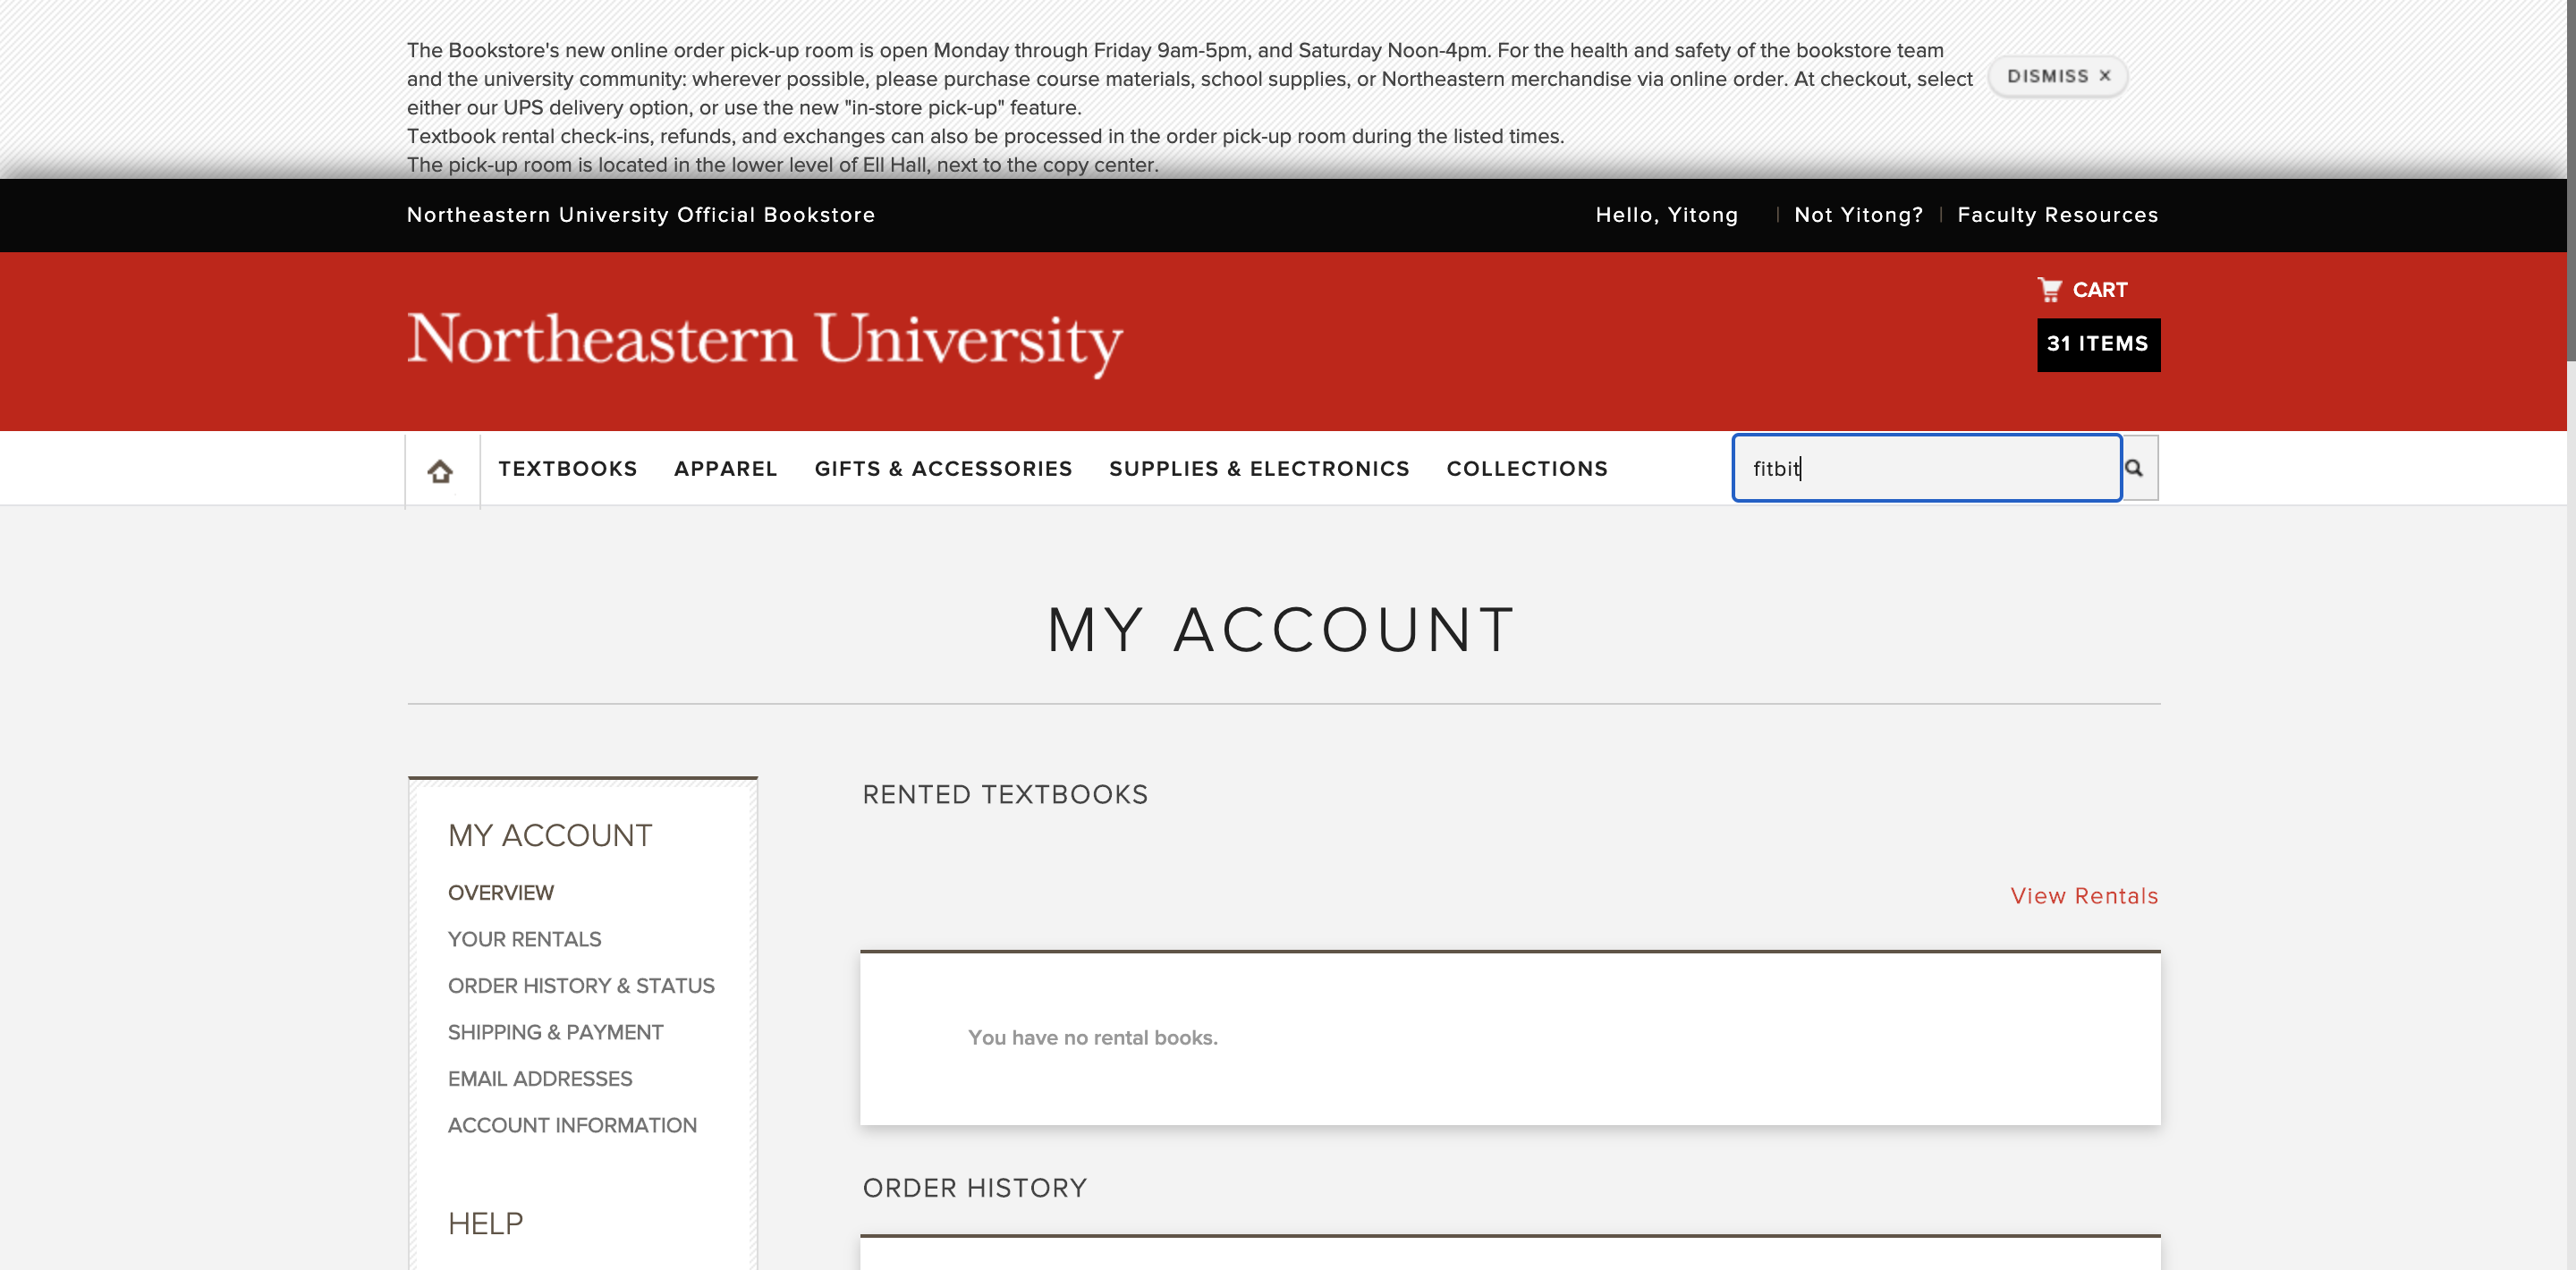 The Bookstore's new online order pick-up room is open Monday through Friday 9am-5pm, and Saturday Noon-4pm. For the health and safety of the bookstore team
and the university community: wherever possible, please purchase course materials, school supplies, or Northeastern merchandise via online order. At checkout, select
either our UPS delivery option, or use the new "in-store pick-up" feature.
Textbook rental check-ins, refunds, and exchanges can also be processed in the order pick-up room during the listed times.
The pick-up room is located in the lower level of Ell Hall, next to the copy center.
DISMISS ×
Northeastern University Official Bookstore
Hello, Yitong | Not Yitong? | Faculty Resources
CART
31 ITEMS
Northeastern University
TEXTBOOKS APPAREL GIFTS & ACCESSORIES SUPPLIES & ELECTRONICS COLLECTIONS
fitbit
MY ACCOUNT
MY ACCOUNT
OVERVIEW
YOUR RENTALS
ORDER HISTORY & STATUS
SHIPPING & PAYMENT
EMAIL ADDRESSES
ACCOUNT INFORMATION
HELP
RENTED TEXTBOOKS
View Rentals
You have no rental books.
ORDER HISTORY